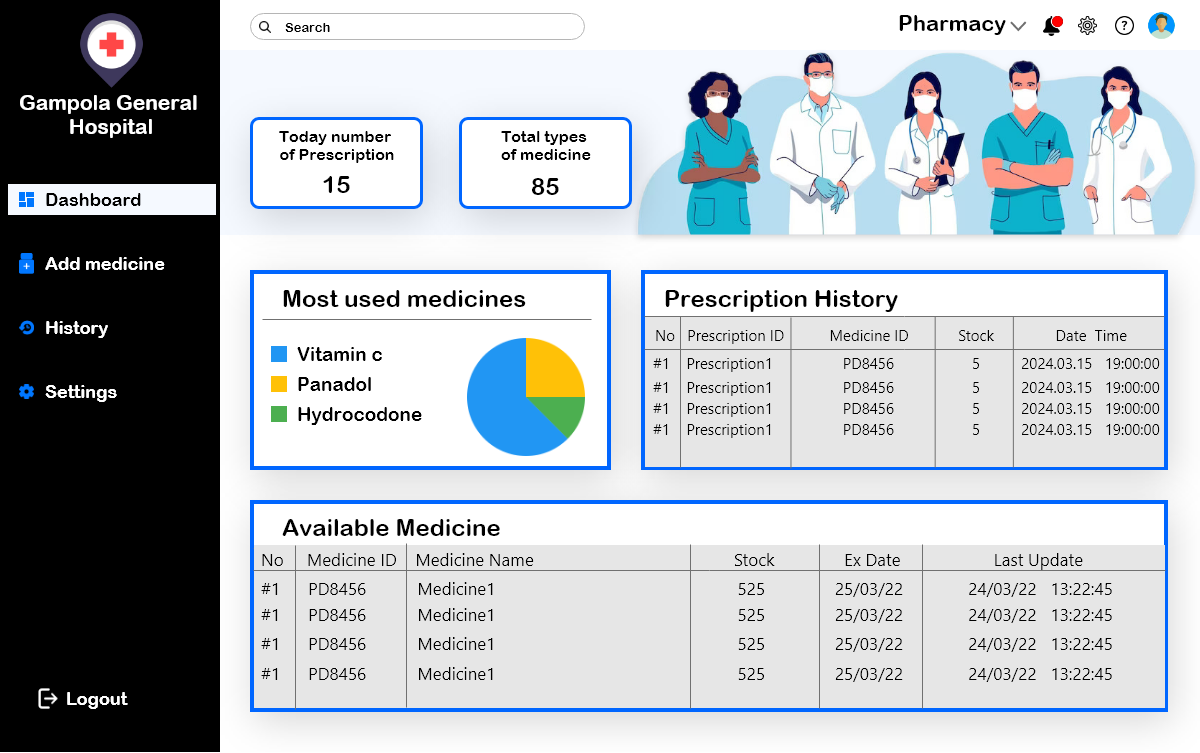 Gampola General
Hospital
Dashboard
Add medicine
History
Settings
Logout
Search
Pharmacy
?
Today number
of Prescription
15
Total types
of medicine
85
Most used medicines
Vitamin c
Panadol
Hydrocodone
Prescription History
No Prescription ID Medicine ID Stock Date Time
#1 Prescription1 PD8456 5 2024.03.15 19:00:00
#1 Prescription1 PD8456 5 2024.03.15 19:00:00
#1 Prescription1 PD8456 5 2024.03.15 19:00:00
#1 Prescription1 PD8456 5 2024.03.15 19:00:00
Available Medicine
No Medicine ID Medicine Name Stock Ex Date Last Update
#1 PD8456 Medicine1 525 25/03/22 24/03/22 13:22:45
#1 PD8456 Medicine1 525 25/03/22 24/03/22 13:22:45
#1 PD8456 Medicine1 525 25/03/22 24/03/22 13:22:45
#1 PD8456 Medicine1 525 25/03/22 24/03/22 13:22:45